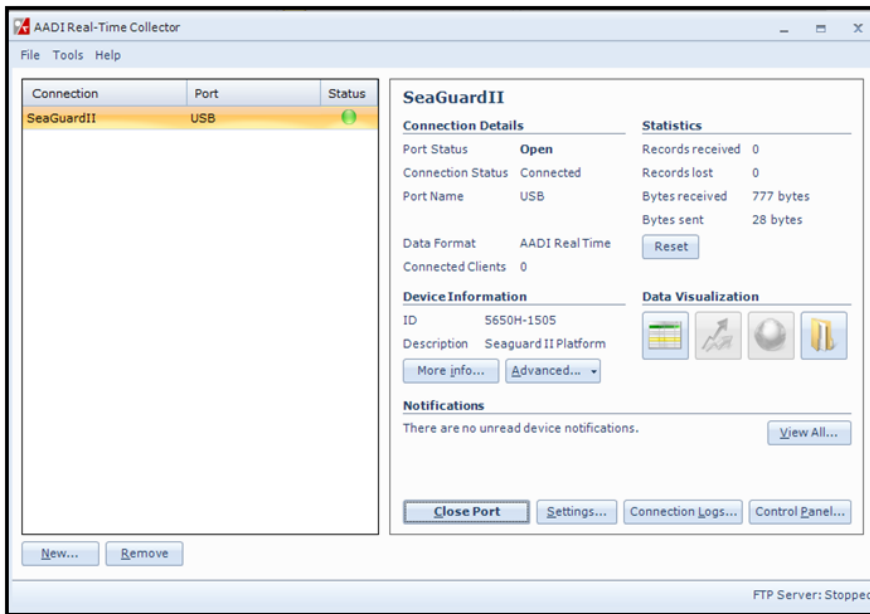 AADI Real-Time Collector
File Tools Help
Connection Port Status
SeaGuardII USB
New... Remove
SeaGuardII
Connection Details
Port Status Open
Connection Status Connected
Port Name USB
Data Format AADI Real Time
Connected Clients 0
Statistics
Records received 0
Records lost 0
Bytes received 777 bytes
Bytes sent 28 bytes
Reset
Device Information
ID 5650H-1505
Description Seaguard II Platform
More info... Advanced...
Data Visualization
Notifications
There are no unread device notifications.
View All...
Close Port Settings... Connection Logs... Control Panel...
FTP Server: Stopped